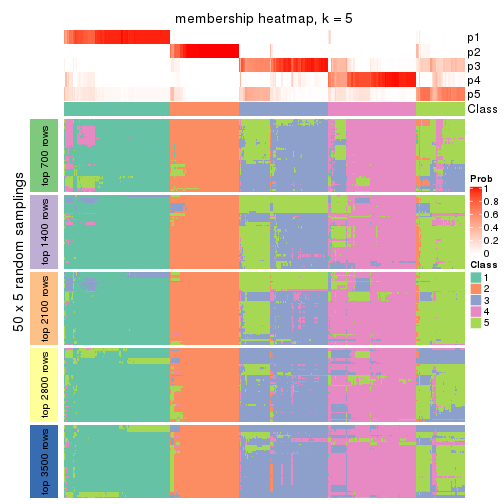 membership heatmap, k = 5
p1
p2
p3
p4
p5
Class
50 x 5 random samplings
top 700 rows
top 1400 rows
top 2100 rows
top 2800 rows
top 3500 rows
Prob
1
0.8
0.6
0.4
0.2
0
Class
1
2
3
4
5